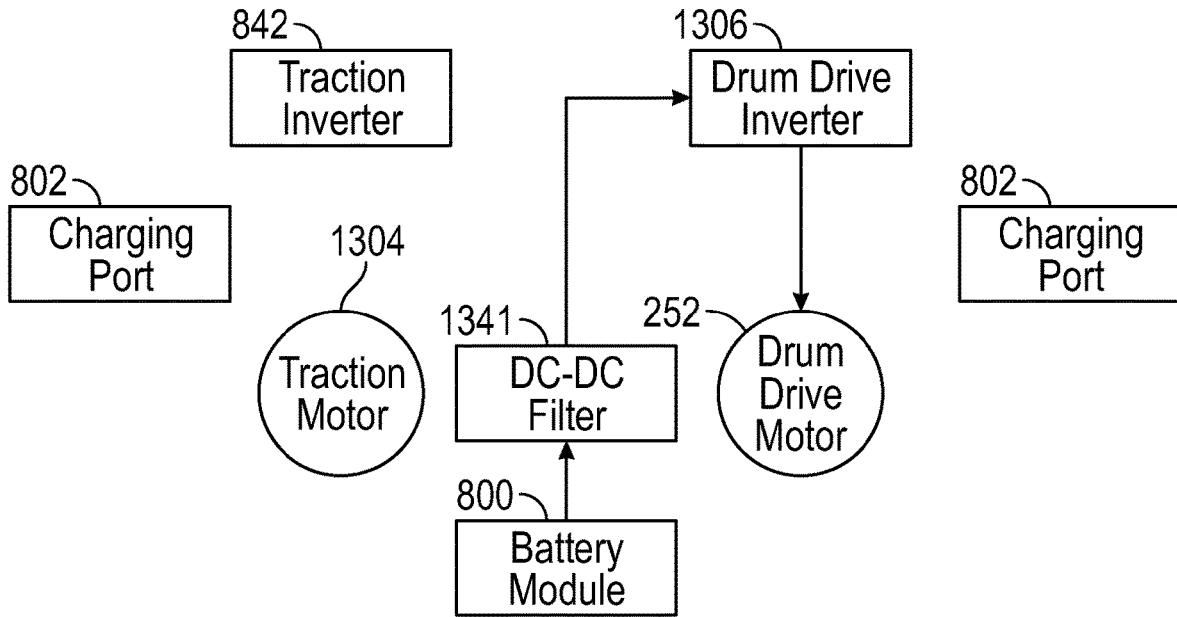 842
Traction
Inverter
1306
Drum Drive
Inverter
802
Charging
Port
802
Charging
Port
1304
Traction
Motor
1341
DC-DC
Filter
252
Drum
Drive
Motor
800
Battery
Module